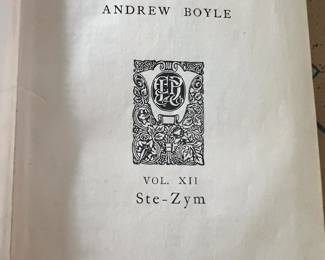 ANDREW BOYLE
VOL. XII
Ste-Zym